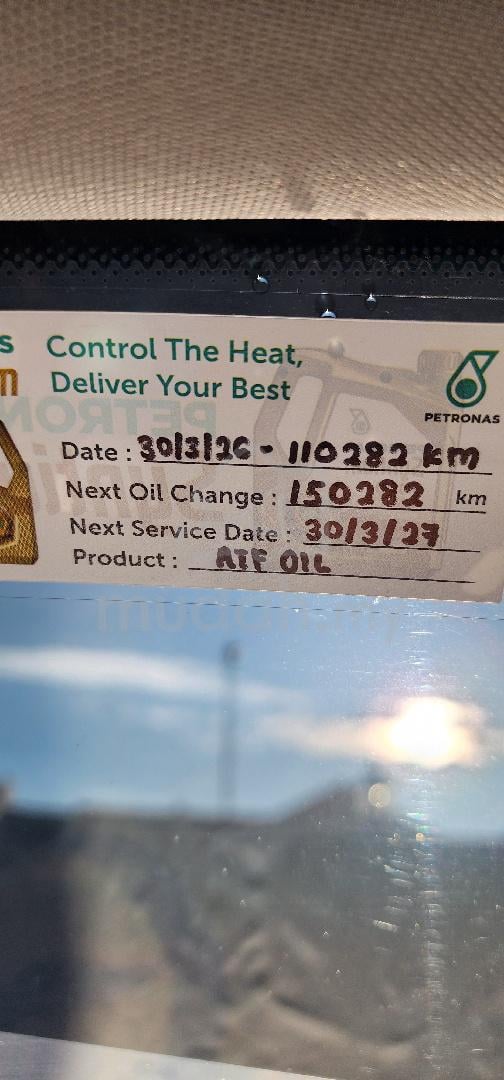 Control The Heat,
Deliver Your Best
PETRONAS
Date : 30/3/26 - 110282 km
Next Oil Change : 150282 km
Next Service Date : 30/3/27
Product : ATF OIL